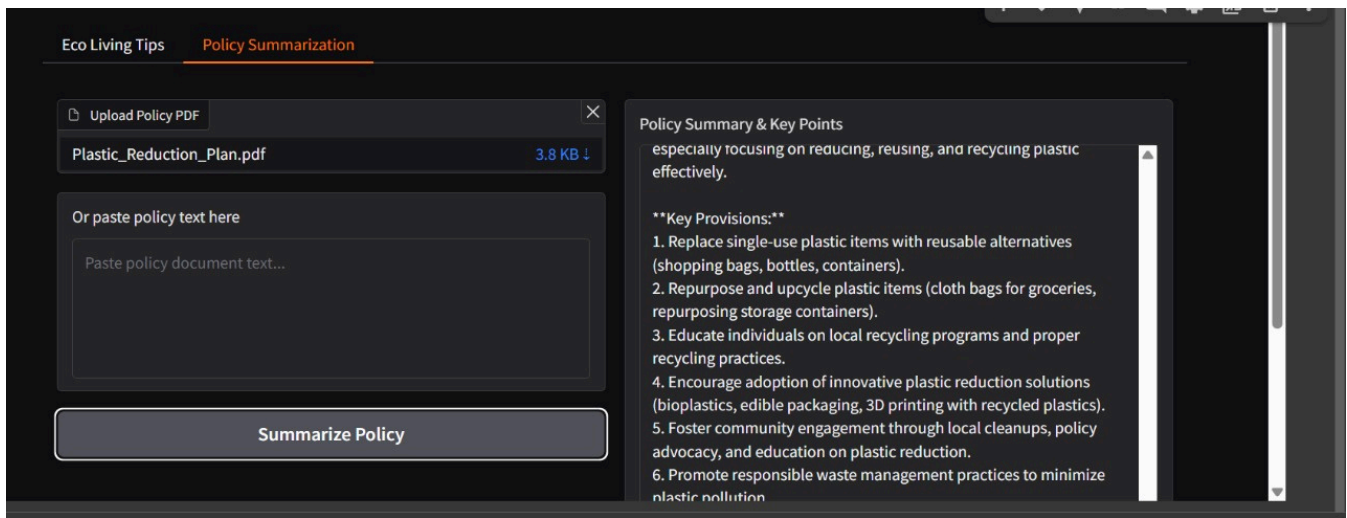 Eco Living Tips
Policy Summarization
Upload Policy PDF
Plastic_Reduction_Plan.pdf
3.8 KB ↓
Or paste policy text here
Paste policy document text...
Summarize Policy
Policy Summary & Key Points
especially focusing on reducing, reusing, and recycling plastic
effectively.
**Key Provisions:**
1. Replace single-use plastic items with reusable alternatives
(shopping bags, bottles, containers).
2. Repurpose and upcycle plastic items (cloth bags for groceries,
repurposing storage containers).
3. Educate individuals on local recycling programs and proper
recycling practices.
4. Encourage adoption of innovative plastic reduction solutions
(bioplastics, edible packaging, 3D printing with recycled plastics).
5. Foster community engagement through local cleanups, policy
advocacy, and education on plastic reduction.
6. Promote responsible waste management practices to minimize
plastic pollution